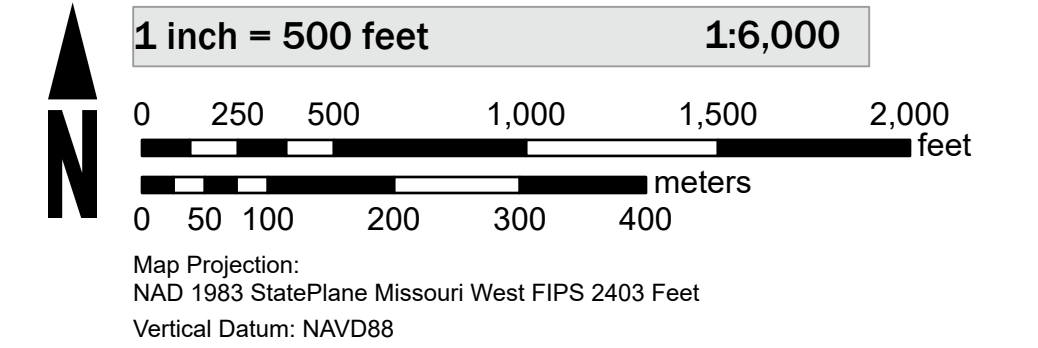 N
1 inch = 500 feet 1:6,000
0 250 500 1,000 1,500 2,000
feet
meters
0 50 100 200 300 400
Map Projection:
NAD 1983 StatePlane Missouri West FIPS 2403 Feet
Vertical Datum: NAVD88